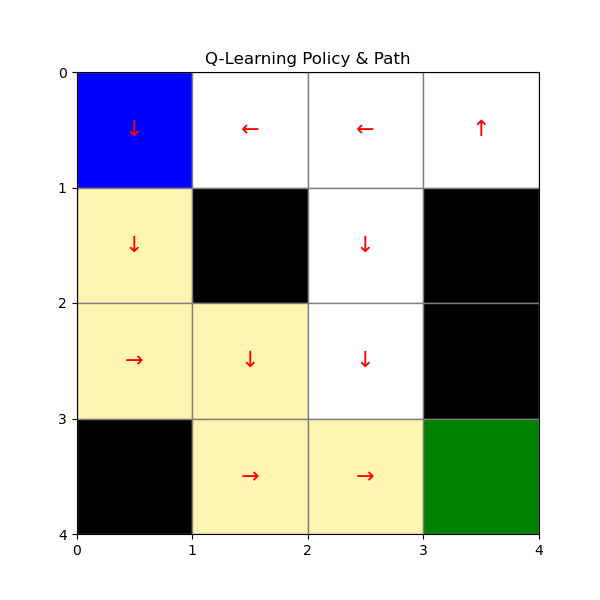 Q-Learning Policy & Path
0
↓ ← ← ↑
1
↓ ↓
2
→ ↓ ↓
3
→ →
4
0 1 2 3 4